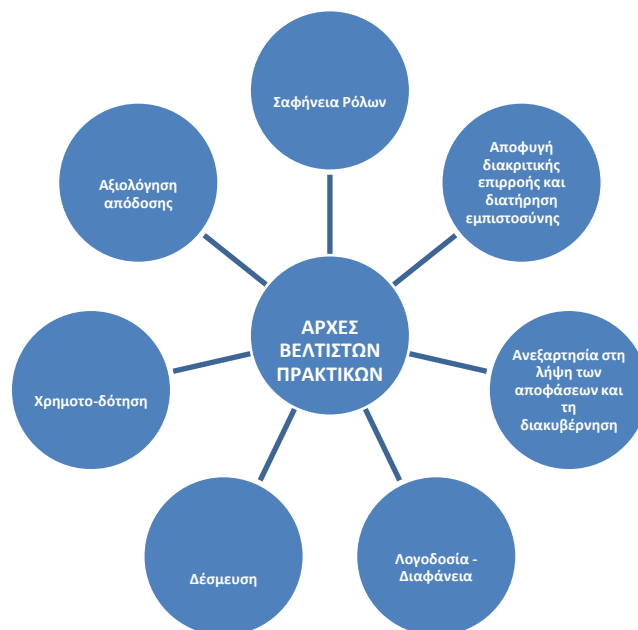 Σαφήνεια Ρόλων
Αποφυγή
διακριτικής
επιρροής και
διατήρηση
εμπιστοσύνης
Ανεξαρτησία στη
λήψη των
αποφάσεων και
τη
διακυβέρνηση
Λογοδοσία -
Διαφάνεια
Δέσμευση
Χρημοτο-δότηση
Αξιολόγηση
απόδοσης
ΑΡΧΕΣ
ΒΕΛΤΙΣΤΩΝ
ΠΡΑΚΤΙΚΩΝ